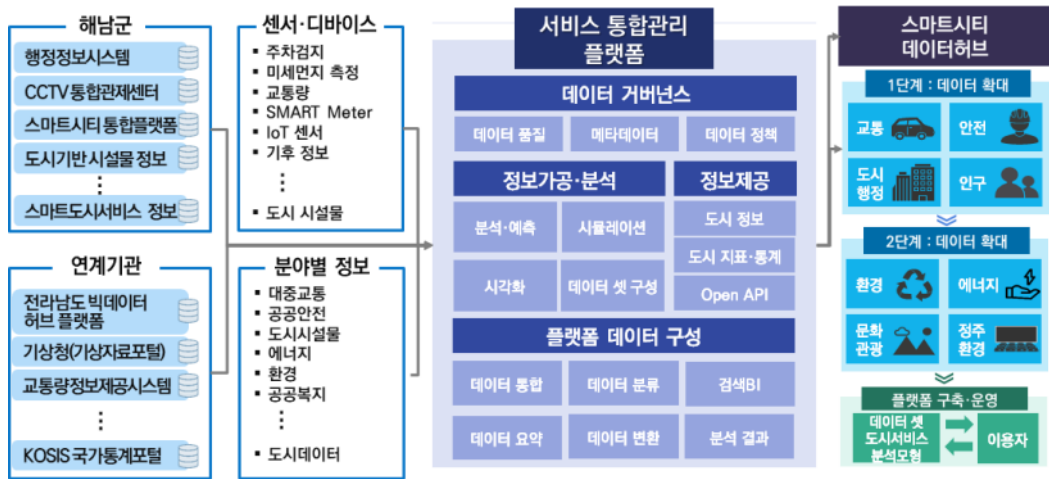 해남군
행정정보시스템
CCTV 통합관제센터
스마트시티 통합플랫폼
도시기반 시설물 정보
⋮
스마트도시서비스 정보
연계기관
전라남도 빅데이터
허브 플랫폼
기상청(기상자료포털)
교통량정보제공시스템
⋮
KOSIS 국가통계포털
센서·디바이스
▪ 주차검지
▪ 미세먼지 측정
▪ 교통량
▪ SMART Meter
▪ IoT 센서
▪ 기후 정보
⋮
▪ 도시 시설물
분야별 정보
▪ 대중교통
▪ 공공안전
▪ 도시시설물
▪ 에너지
▪ 환경
▪ 공공복지
⋮
▪ 도시데이터
서비스 통합관리
플랫폼
데이터 거버넌스
데이터 품질
메타데이터
데이터 정책
정보가공·분석
분석·예측
시뮬레이션
시각화
데이터 셋 구성
정보제공
도시 정보
도시 지표·통계
Open API
플랫폼 데이터 구성
데이터 통합
데이터 분류
검색BI
데이터 요약
데이터 변환
분석 결과
스마트시티
데이터허브
1단계 : 데이터 확대
교통
안전
도시
행정
인구
2단계 : 데이터 확대
환경
에너지
문화
관광
정주
환경
플랫폼 구축·운영
데이터 셋
도시서비스
분석모형
이용자